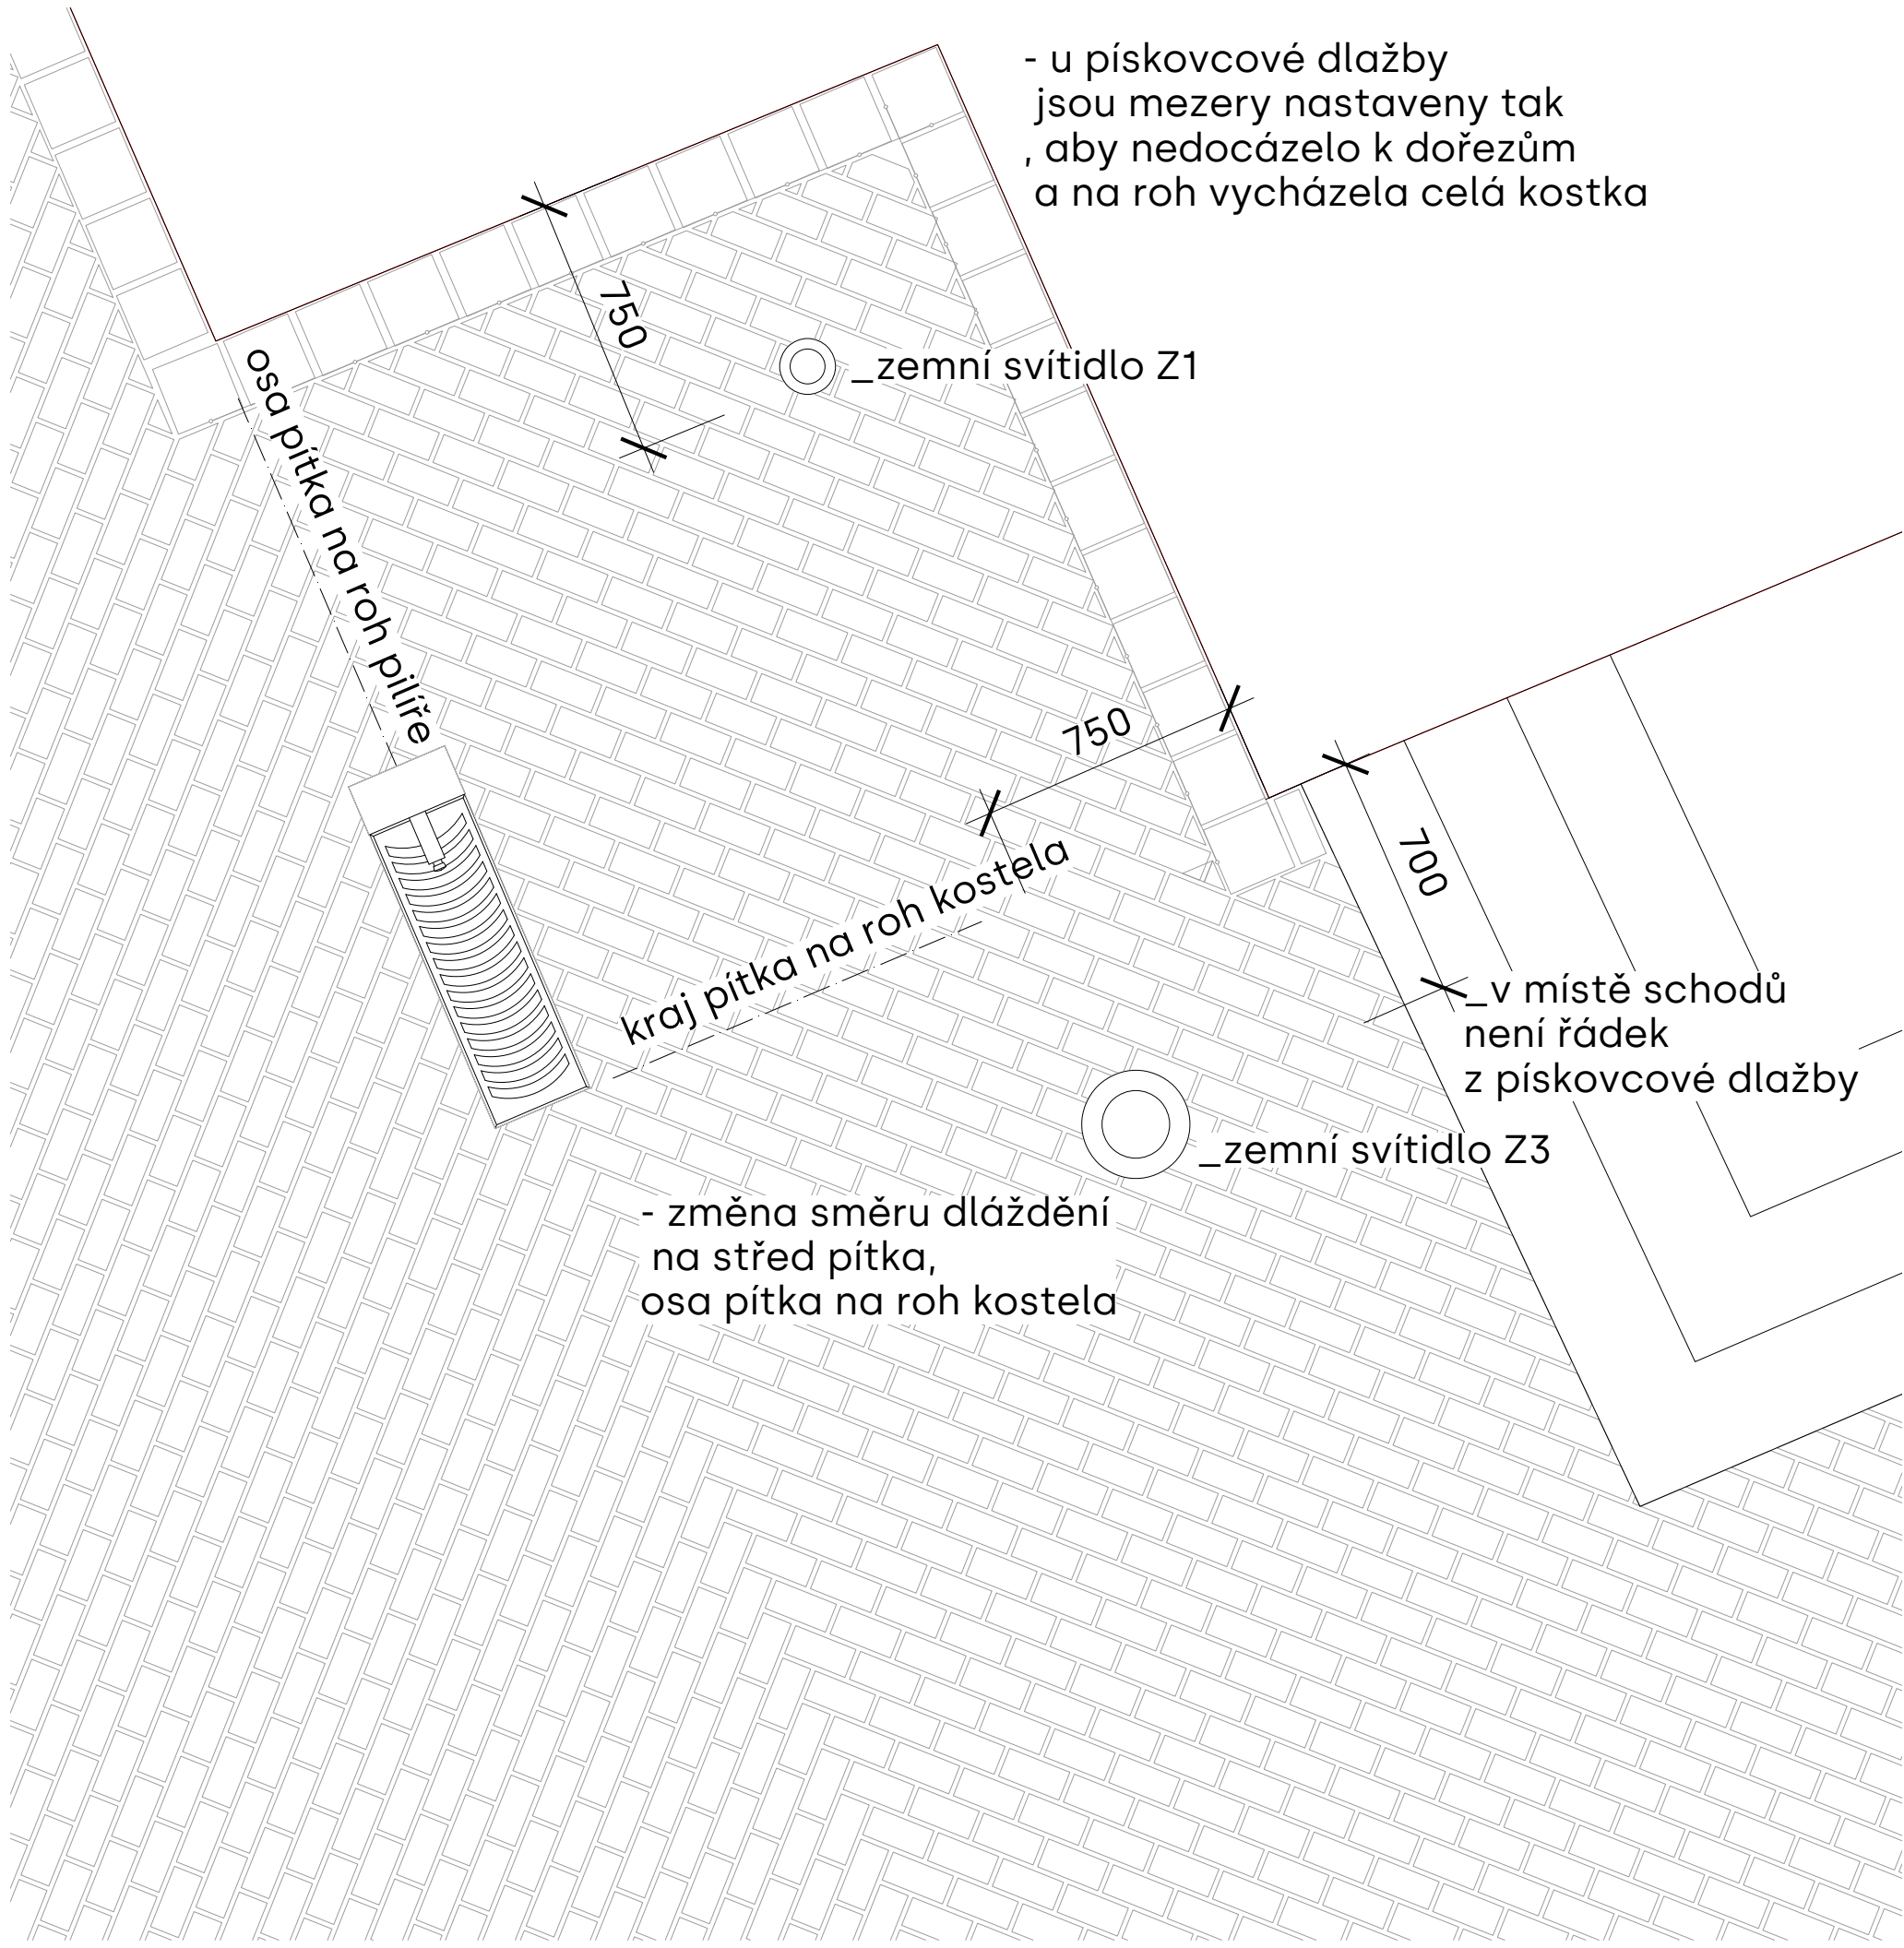 - u pískovcové dlažby
jsou mezery nastaveny tak
, aby nedocázelo k dořezům
a na roh vycházela celá kostka
750
_zemní svítidlo Z1
osa pítka na roh pilíře
750
700
kraj pítka na roh kostela
_v místě schodů
není řádek
z pískovcové dlažby
_zemní svítidlo Z3
- změna směru dláždění
na střed pítka,
osa pítka na roh kostela